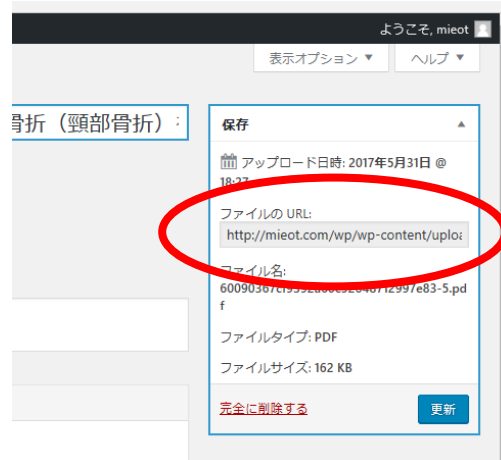 ようこそ, mieot
表示オプション ▼ ヘルプ ▼
骨折（頸部骨折）
保存
アップロード日時: 2017年5月31日 @
18:27
ファイルの URL:
http://mieot.com/wp/wp-content/uploa
ファイル名:
ファイルタイプ: PDF
ファイルサイズ: 162 KB
完全に削除する 更新